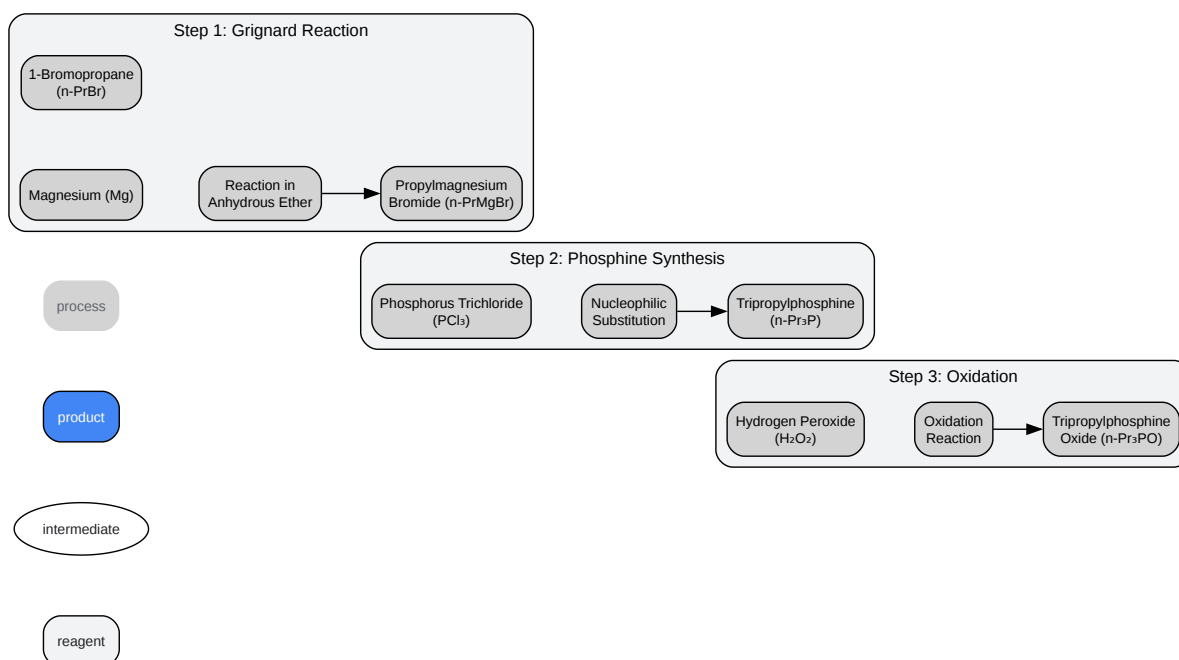 Step 1: Grignard Reaction
1-Bromopropane
(n-PrBr)
Magnesium (Mg)
Reaction in
Anhydrous Ether
Propylmagnesium
Bromide (n-PrMgBr)
Step 2: Phosphine Synthesis
Phosphorus Trichloride
(PCl₃)
Nucleophilic
Substitution
Tripropylphosphine
(n-Pr₃P)
Step 3: Oxidation
Hydrogen Peroxide
(H₂O₂)
Oxidation
Reaction
Tripropylphosphine
Oxide (n-Pr₃PO)
process
product
intermediate
reagent